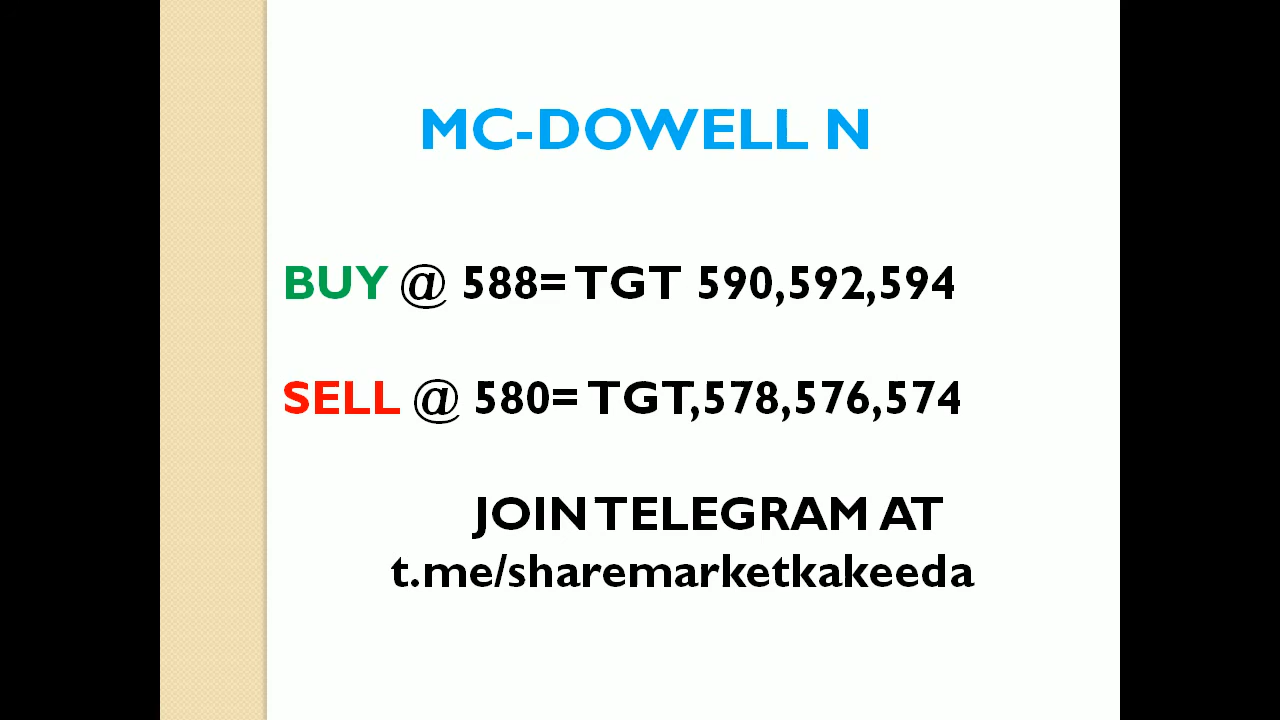 MC-DOWELL N
BUY @ 588= TGT 590,592,594
SELL @ 580= TGT,578,576,574
JOIN TELEGRAM AT
t.me/sharemarketkakeeda